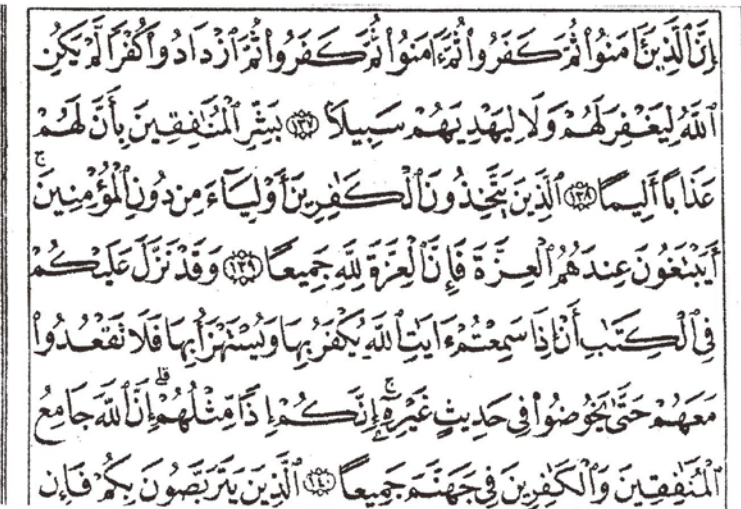 إِنَّ ٱلَّذِينَ ءَامَنُوا۟ ثُمَّ كَفَرُوا۟ ثُمَّ ءَامَنُوا۟ ثُمَّ كَفَرُوا۟ ثُمَّ ٱزْدَادُوا۟ كُفْرًا لَّمْ يَكُنِ
ٱللَّهُ لِيَغْفِرَ لَهُمْ وَلَا لِيَهْدِيَهُمْ سَبِيلًا ﴿١٣٧﴾ بَشِّرِ ٱلْمُنَٰفِقِينَ بِأَنَّ لَهُمْ
عَذَابًا أَلِيمًا ﴿١٣٨﴾ ٱلَّذِينَ يَتَّخِذُونَ ٱلْكَٰفِرِينَ أَوْلِيَآءَ مِن دُونِ ٱلْمُؤْمِنِينَ ۚ
أَيَبْتَغُونَ عِندَهُمُ ٱلْعِزَّةَ فَإِنَّ ٱلْعِزَّةَ لِلَّهِ جَمِيعًا ﴿١٣٩﴾ وَقَدْ نَزَّلَ عَلَيْكُمْ
فِى ٱلْكِتَٰبِ أَنْ إِذَا سَمِعْتُمْ ءَايَٰتِ ٱللَّهِ يُكْفَرُ بِهَا وَيُسْتَهْزَأُ بِهَا فَلَا تَقْعُدُوا۟
مَعَهُمْ حَتَّىٰ يَخُوضُوا۟ فِى حَدِيثٍ غَيْرِهِۦٓ ۚ إِنَّكُمْ إِذًا مِّثْلُهُمْ ۗ إِنَّ ٱللَّهَ جَامِعُ
ٱلْمُنَٰفِقِينَ وَٱلْكَٰفِرِينَ فِى جَهَنَّمَ جَمِيعًا ﴿١٤٠﴾ ٱلَّذِينَ يَتَرَبَّصُونَ بِكُمْ فَإِن